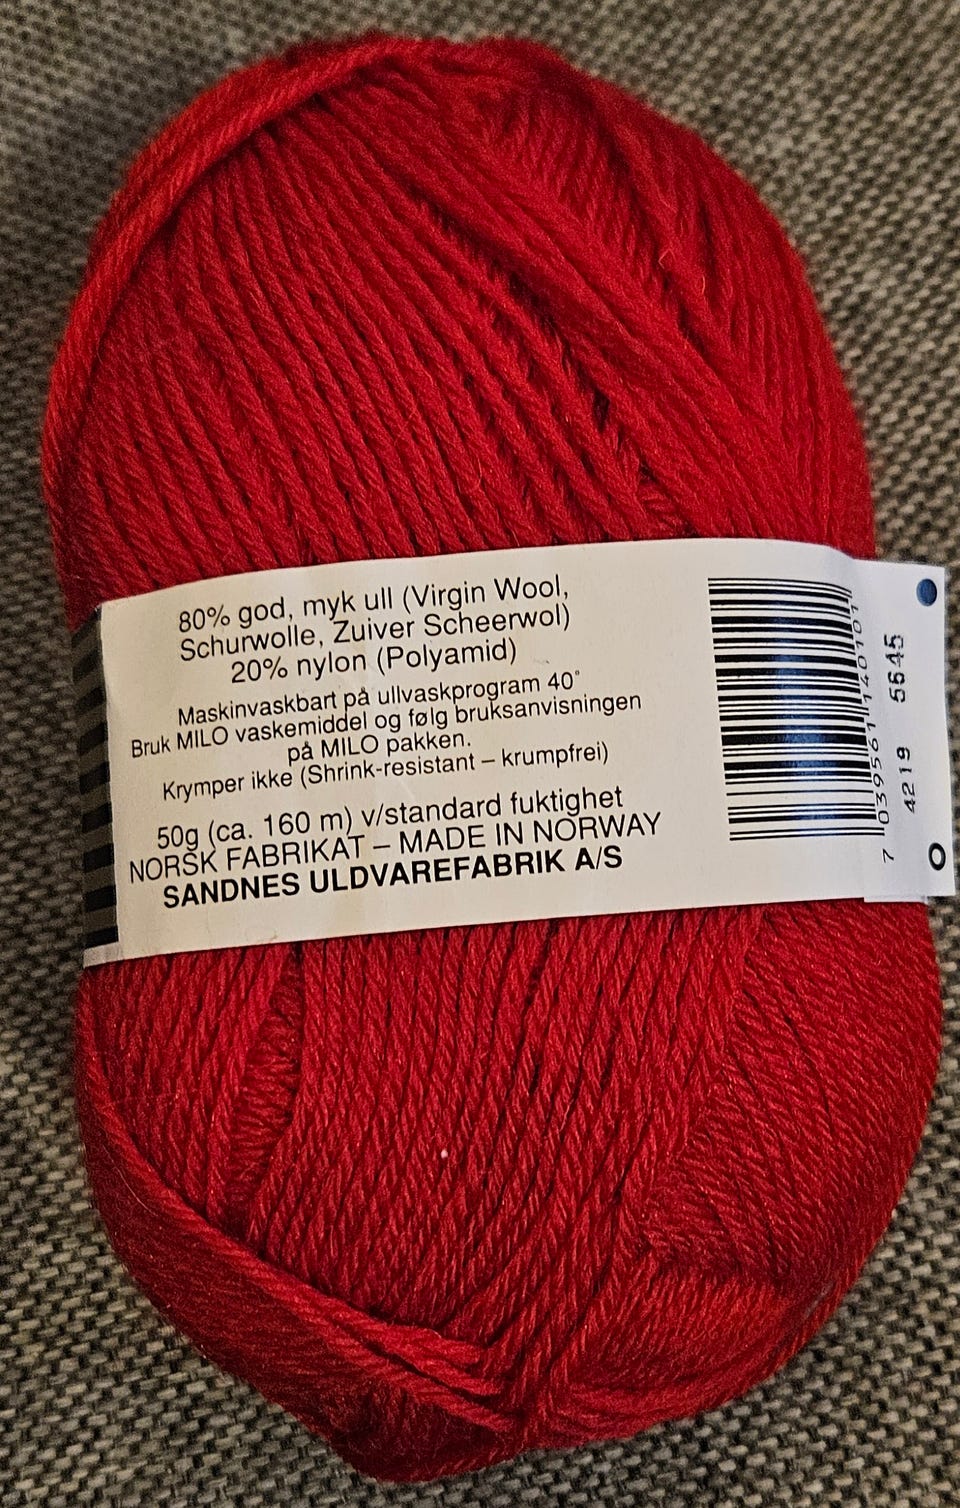 80% god, myk ull (Virgin Wool,
Schurwolle, Zuiver Scheerwol)
20% nylon (Polyamid)
Maskinvaskbart på ullvaskprogram 40°
Bruk MILO vaskemiddel og følg bruksanvisningen
på MILO pakken.
Krymper ikke (Shrink-resistant – krumpfrei)
50g (ca. 160 m) v/standard fuktighet
NORSK FABRIKAT – MADE IN NORWAY
SANDNES ULDVAREFABRIK A/S
7 039561 140101
4219 5645
O